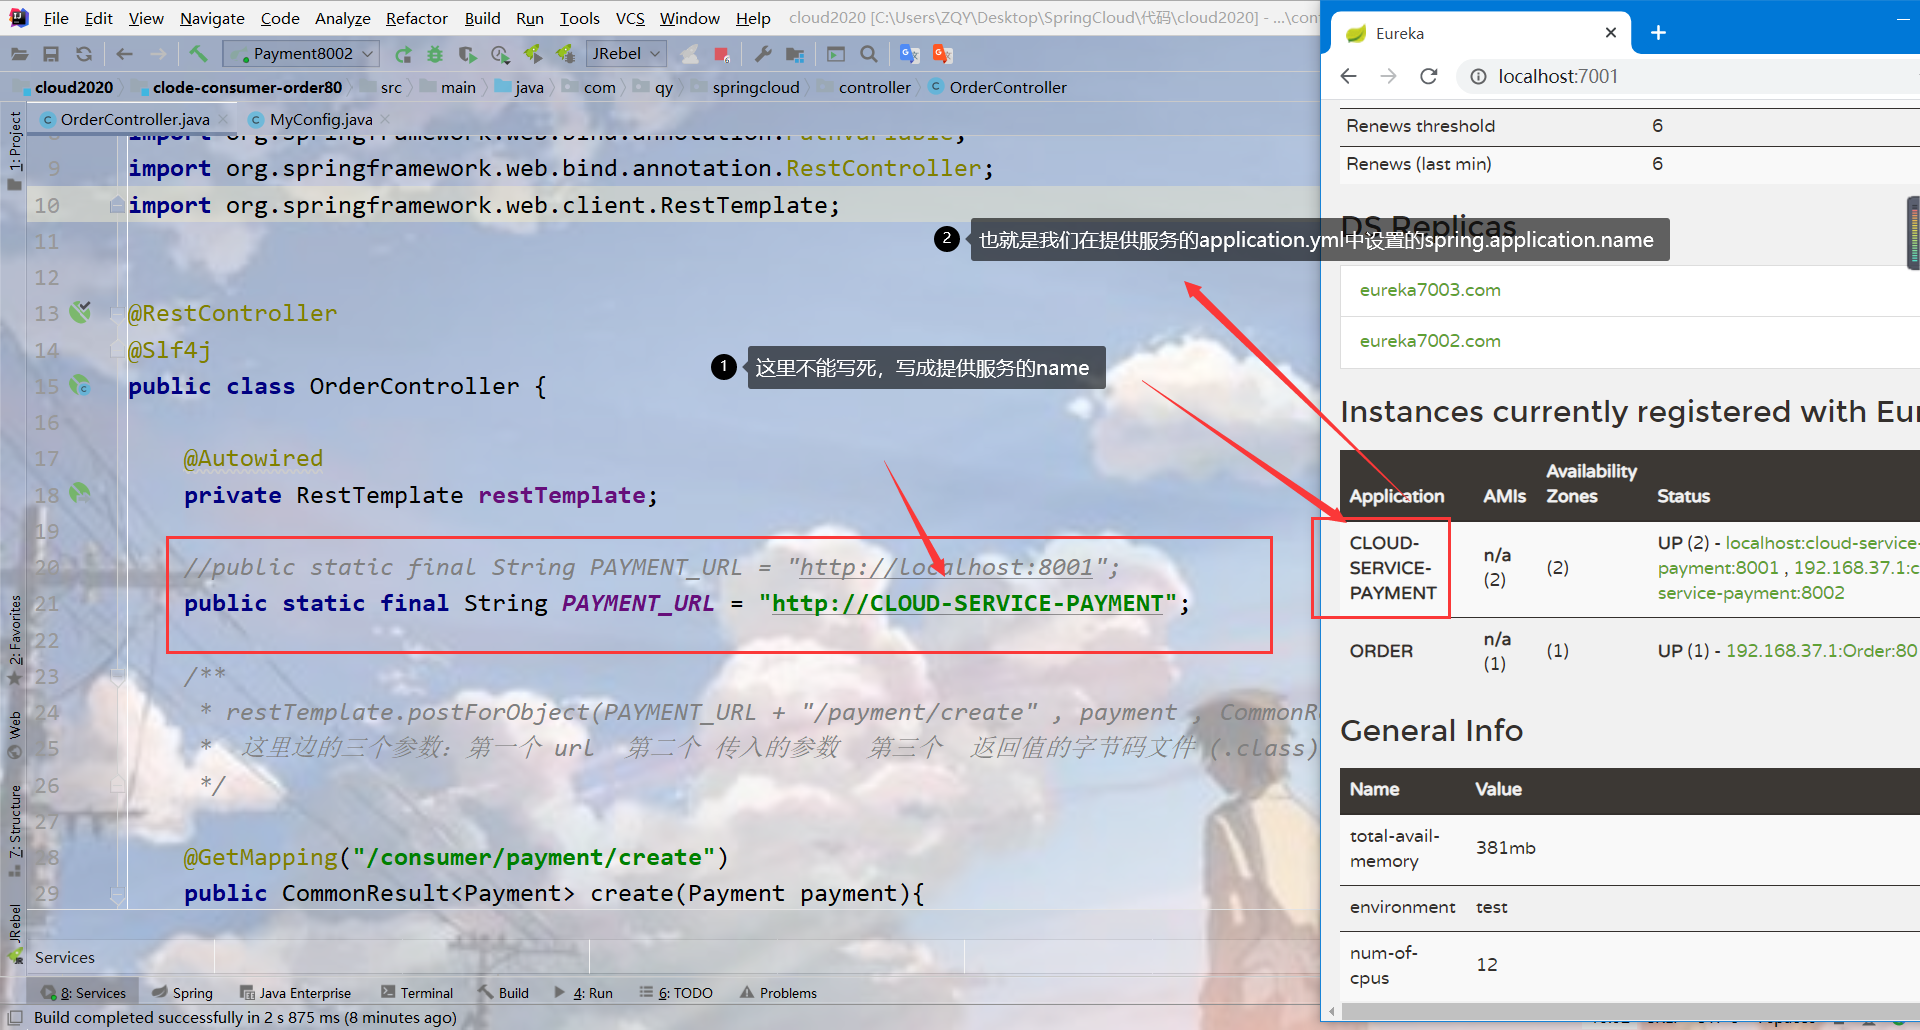 File Edit View Navigate Code Analyze Refactor Build Run Tools VCS Window Help cloud2020 [C:\Users\ZQY\Desktop\SpringCloud\代码\cloud2020] - ...\con
Payment8002 JRebel
cloud2020 clode-consumer-order80 src main java com qy springcloud controller OrderController
OrderController.java MyConfig.java
1: Project
2: Favorites
Web
Z: Structure
JRebel
8 import org.springframework.web.bind.annotation.PathVariable;
9 import org.springframework.web.bind.annotation.RestController;
10 import org.springframework.web.client.RestTemplate;
11
12
13 @RestController
14 @Slf4j
15 public class OrderController {
16
17 @Autowired
18 private RestTemplate restTemplate;
19
20 //public static final String PAYMENT_URL = "http://localhost:8001";
21 public static final String PAYMENT_URL = "http://CLOUD-SERVICE-PAYMENT";
22
23 /**
24 * restTemplate.postForObject(PAYMENT_URL + "/payment/create" , payment , CommonRe
25 * 这里边的三个参数：第一个 url 第二个 传入的参数 第三个 返回值的字节码文件 (.class)
26 */
27
28 @GetMapping("/consumer/payment/create")
29 public CommonResult<Payment> create(Payment payment){
1 这里不能写死，写成提供服务的name
2 也就是我们在提供服务的application.yml中设置的spring.application.name
Services
8: Services Spring Java Enterprise Terminal Build 4: Run 6: TODO Problems
Build completed successfully in 2 s 875 ms (8 minutes ago)
Eureka
localhost:7001
Renews threshold 6
Renews (last min) 6
DS Replicas
eureka7003.com
eureka7002.com
Instances currently registered with Eur
Application AMIs Availability Zones Status
CLOUD-SERVICE-PAYMENT n/a (2) (2) UP (2) - localhost:cloud-service-payment:8001 , 192.168.37.1:c
service-payment:8002
ORDER n/a (1) (1) UP (1) - 192.168.37.1:Order:80
General Info
Name Value
total-avail-memory 381mb
environment test
num-of-cpus 12